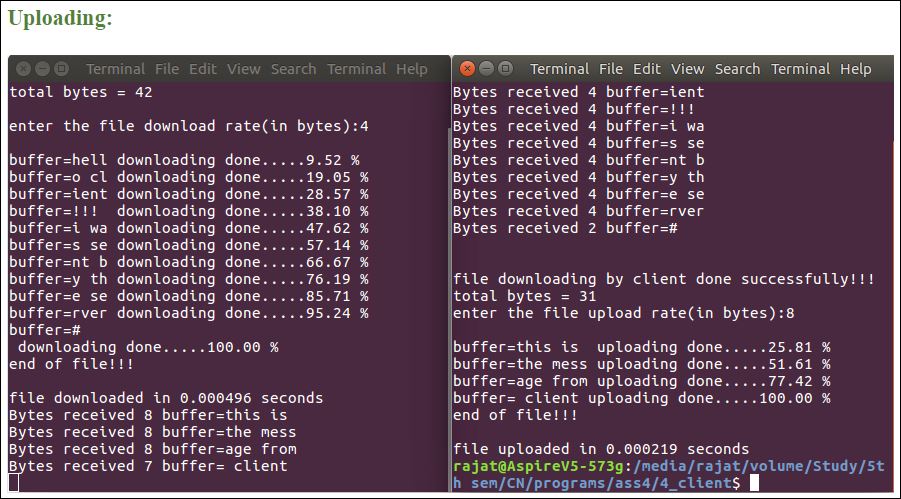 Uploading:
Terminal File Edit View Search Terminal Help
total bytes = 42
enter the file download rate(in bytes):4
buffer=hell downloading done.....9.52 %
buffer=o cl downloading done.....19.05 %
buffer=ient downloading done.....28.57 %
buffer=!!!  downloading done.....38.10 %
buffer=i wa downloading done.....47.62 %
buffer=s se downloading done.....57.14 %
buffer=nt b downloading done.....66.67 %
buffer=y th downloading done.....76.19 %
buffer=e se downloading done.....85.71 %
buffer=rver downloading done.....95.24 %
buffer=#
 downloading done.....100.00 %
end of file!!!
file downloaded in 0.000496 seconds
Bytes received 8 buffer=this is
Bytes received 8 buffer=the mess
Bytes received 8 buffer=age from
Bytes received 7 buffer= client
Terminal File Edit View Search Terminal Help
Bytes received 4 buffer=ient
Bytes received 4 buffer=!!!
Bytes received 4 buffer=i wa
Bytes received 4 buffer=s se
Bytes received 4 buffer=nt b
Bytes received 4 buffer=y th
Bytes received 4 buffer=e se
Bytes received 4 buffer=rver
Bytes received 2 buffer=#
file downloading by client done successfully!!!
total bytes = 31
enter the file upload rate(in bytes):8
buffer=this is  uploading done.....25.81 %
buffer=the mess uploading done.....51.61 %
buffer=age from uploading done.....77.42 %
buffer= client uploading done.....100.00 %
end of file!!!
file uploaded in 0.000219 seconds
rajat@AspireV5-573g:/media/rajat/volume/Study/5t
h sem/CN/programs/ass4/4_client$